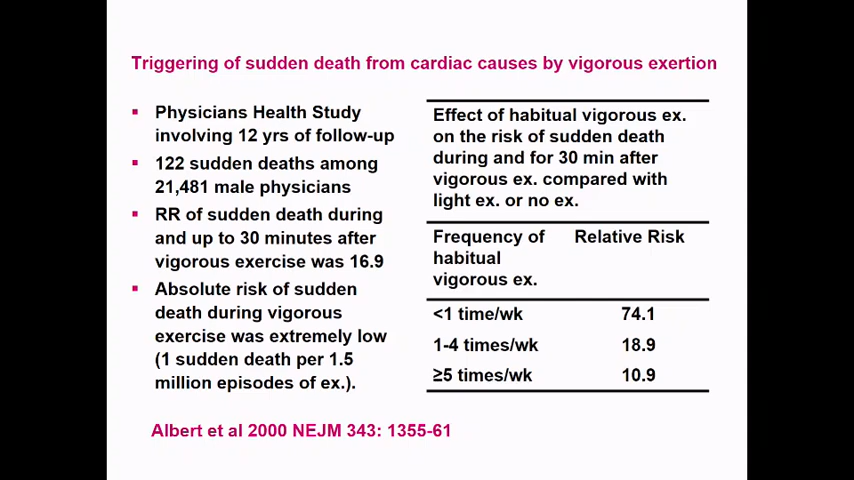 Triggering of sudden death from cardiac causes by vigorous exertion
▪ Physicians Health Study
involving 12 yrs of follow-up
▪ 122 sudden deaths among
21,481 male physicians
▪ RR of sudden death during
and up to 30 minutes after
vigorous exercise was 16.9
▪ Absolute risk of sudden
death during vigorous
exercise was extremely low
(1 sudden death per 1.5
million episodes of ex.).
Effect of habitual vigorous ex.
on the risk of sudden death
during and for 30 min after
vigorous ex. compared with
light ex. or no ex.
Frequency of Relative Risk
habitual
vigorous ex.
<1 time/wk 74.1
1-4 times/wk 18.9
≥5 times/wk 10.9
Albert et al 2000 NEJM 343: 1355-61